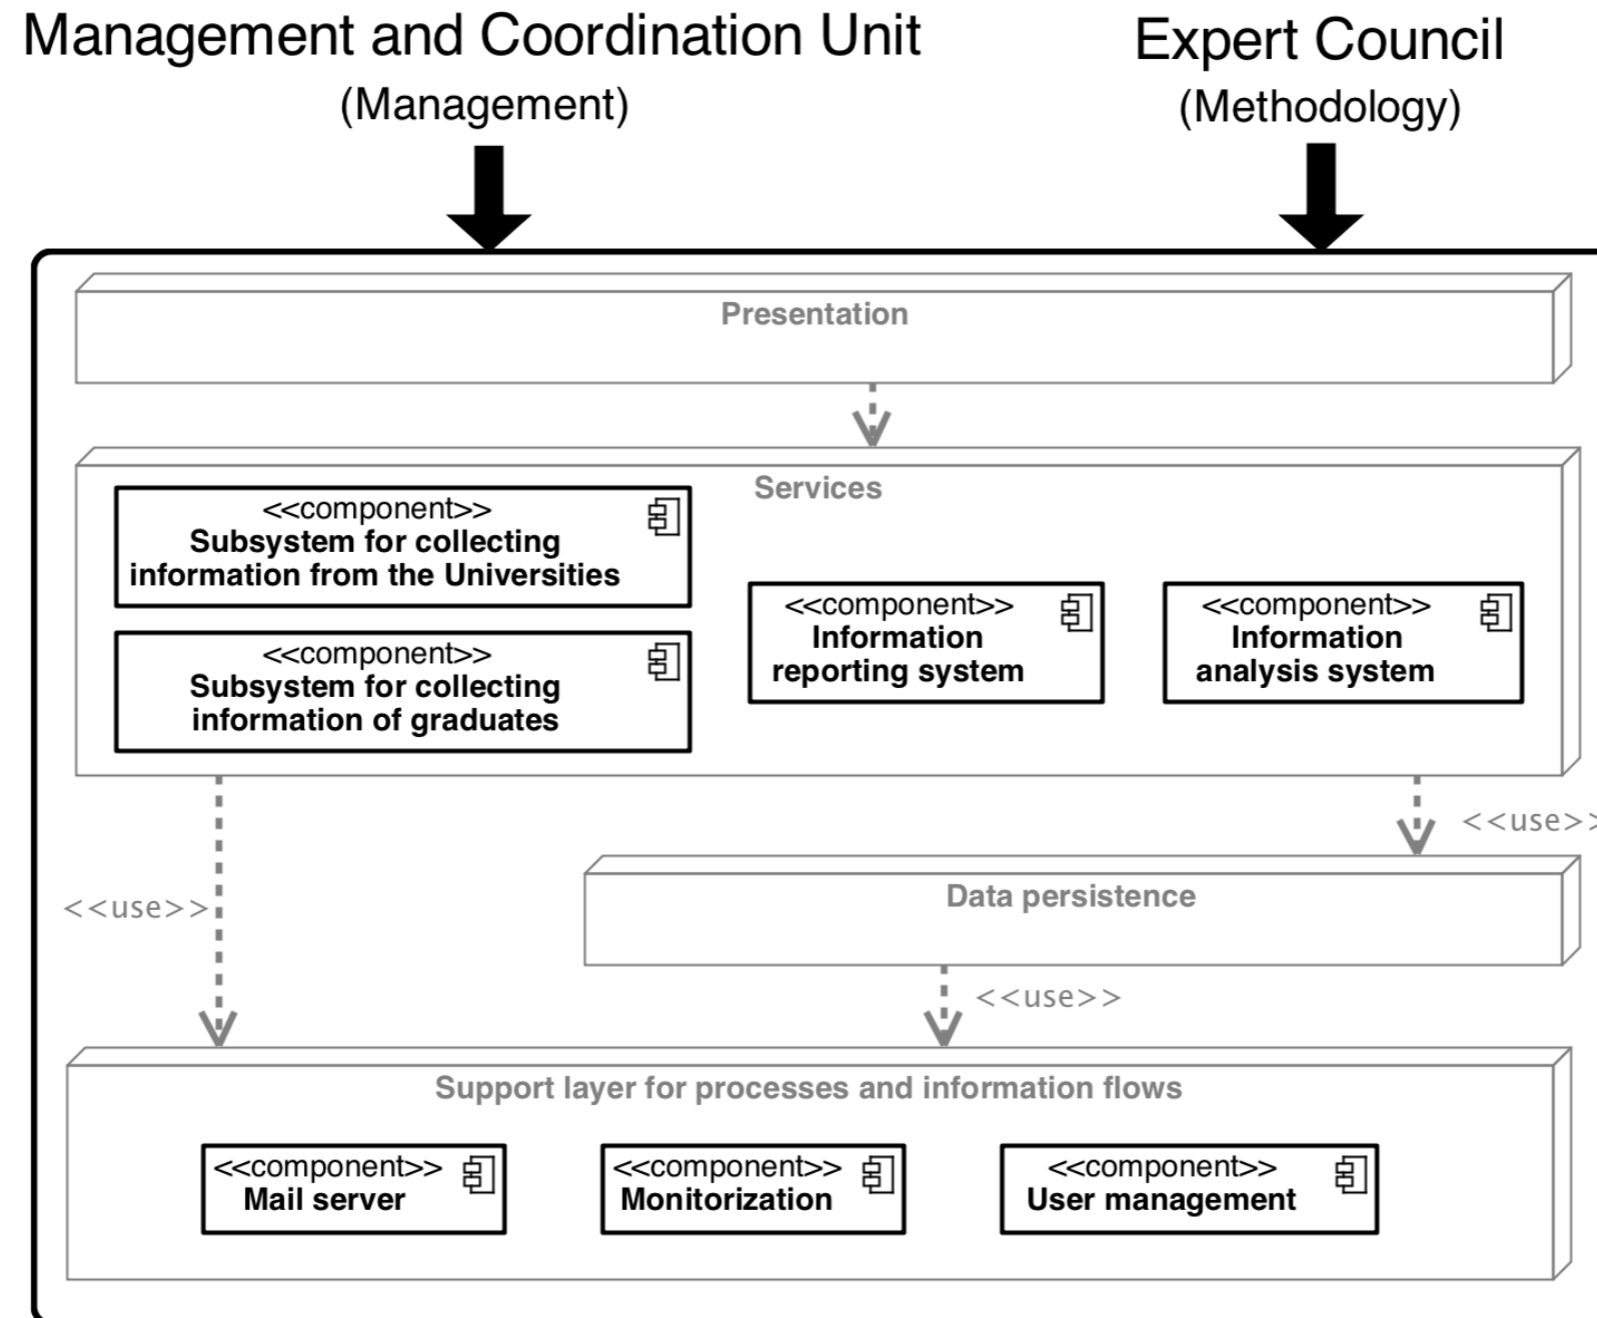 Management and Coordination Unit
(Management)
Expert Council
(Methodology)
Presentation
Services
<<component>>
Subsystem for collecting
information from the Universities
<<component>>
Subsystem for collecting
information of graduates
<<component>>
Information
reporting system
<<component>>
Information
analysis system
<<use>>
<<use>>
Data persistence
<<use>>
Support layer for processes and information flows
<<component>>
Mail server
<<component>>
Monitorization
<<component>>
User management